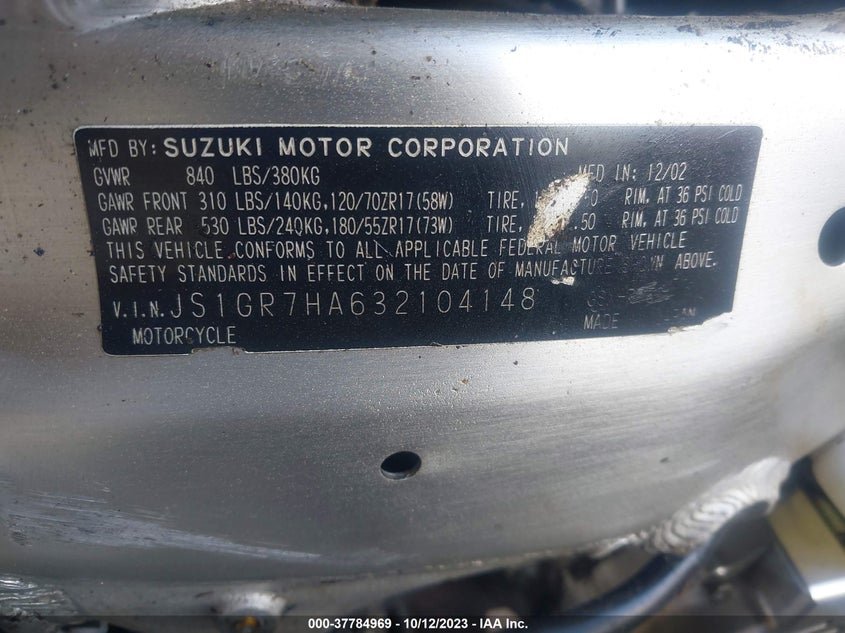 MFD BY: SUZUKI MOTOR CORPORATION MFD IN: 12/02
GVWR 840 LBS/380KG
GAWR FRONT 310 LBS/140KG,120/70ZR17(58W) TIRE, RIM, AT 36 PSI COLD
GAWR REAR 530 LBS/240KG,180/55ZR17(73W) TIRE, .50 RIM, AT 36 PSI COLD
THIS VEHICLE CONFORMS TO ALL APPLICABLE FEDERAL MOTOR VEHICLE
SAFETY STANDARDS IN EFFECT ON THE DATE OF MANUFACTURE ABOVE.
V.I.N. JS1GR7HA632104148
MOTORCYCLE MADE
000-37784969 | 10/12/2023 | © IAA Inc.